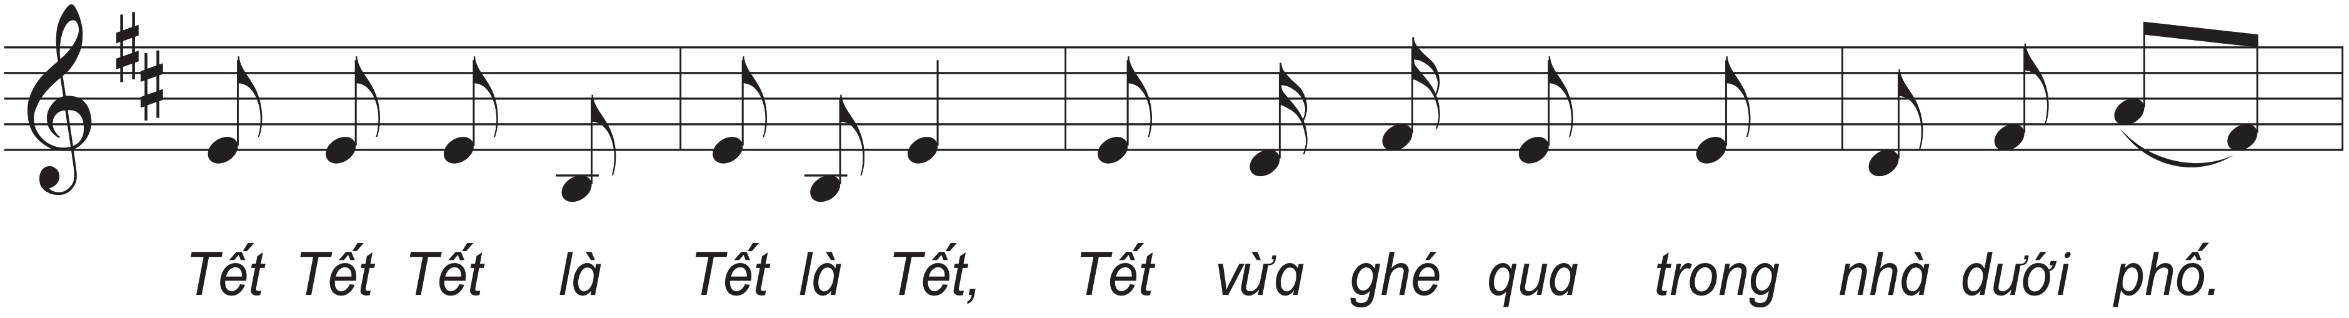 Tết Tết Tết là Tết là Tết, Tết vừa ghé qua trong nhà dưới phố.